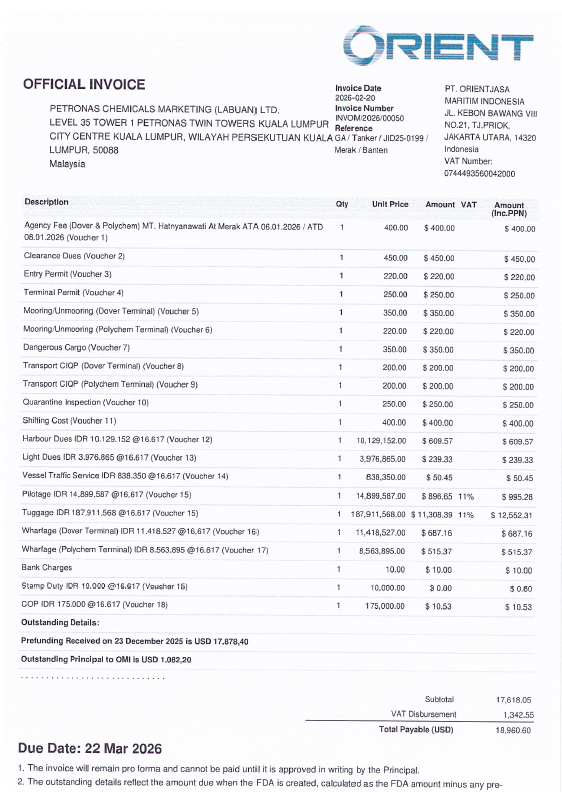 ORIENT
OFFICIAL INVOICE
PETRONAS CHEMICALS MARKETING (LABUAN) LTD.
LEVEL 35 TOWER 1 PETRONAS TWIN TOWERS KUALA LUMPUR
CITY CENTRE KUALA LUMPUR, WILAYAH PERSEKUTUAN KUALA
LUMPUR, 50088
Malaysia
Invoice Date
2026-02-20
Invoice Number
INVOM/2026/00050
Reference
GA / Tanker / JID25-0199 /
Merak / Banten
PT. ORIENTJASA
MARITIM INDONESIA
JL. KEBON BAWANG VIII
NO.21, TJ.PRIOK,
JAKARTA UTARA, 14320
Indonesia
VAT Number:
0744493560042000
Description Qty Unit Price Amount VAT Amount (Inc.PPN)
Agency Fee (Dover & Polychem) MT. Hatnyanawati At Merak ATA 06.01.2026 / ATD 1 400.00 $ 400.00 $ 400.00
08.01.2026 (Voucher 1)
Clearance Dues (Voucher 2) 1 450.00 $ 450.00 $ 450.00
Entry Permit (Voucher 3) 1 220.00 $ 220.00 $ 220.00
Terminal Permit (Voucher 4) 1 250.00 $ 250.00 $ 250.00
Mooring/Unmooring (Dover Terminal) (Voucher 5) 1 350.00 $ 350.00 $ 350.00
Mooring/Unmooring (Polychem Terminal) (Voucher 6) 1 220.00 $ 220.00 $ 220.00
Dangerous Cargo (Voucher 7) 1 350.00 $ 350.00 $ 350.00
Transport CIQP (Dover Terminal) (Voucher 8) 1 200.00 $ 200.00 $ 200.00
Transport CIQP (Polychem Terminal) (Voucher 9) 1 200.00 $ 200.00 $ 200.00
Quarantine Inspection (Voucher 10) 1 250.00 $ 250.00 $ 250.00
Shifting Cost (Voucher 11) 1 400.00 $ 400.00 $ 400.00
Harbour Dues IDR 10.129.152 @16.617 (Voucher 12) 1 10,129,152.00 $ 609.57 $ 609.57
Light Dues IDR 3.976.865 @16.617 (Voucher 13) 1 3,976,865.00 $ 239.33 $ 239.33
Vessel Traffic Service IDR 838.350 @16.617 (Voucher 14) 1 838,350.00 $ 50.45 $ 50.45
Pilotage IDR 14.899,587 @16.617 (Voucher 15) 1 14,899,587.00 $ 896.65 11% $ 995.28
Tuggage IDR 187.911,568 @16.617 (Voucher 15) 1 187,911,568.00 $ 11,308.39 11% $ 12,552.31
Wharfage (Dover Terminal) IDR 11.418.527 @16.617 (Voucher 16) 1 11,418,527.00 $ 687.16 $ 687.16
Wharfage (Polychem Terminal) IDR 8.563,895 @16.617 (Voucher 17) 1 8,563,895.00 $ 515.37 $ 515.37
Bank Charges 1 10.00 $ 10.00 $ 10.00
Stamp Duty IDR 10.000 @16.617 (Voucher 15) 1 10,000.00 $ 0.60 $ 0.60
COP IDR 175.000 @16.617 (Voucher 18) 1 175,000.00 $ 10.53 $ 10.53
Outstanding Details:
Prefunding Received on 23 December 2025 is USD 17.878,40
Outstanding Principal to OMI is USD 1.082,20
. . . . . . . . . . . . . . . . . . . . . . . . . . . .
Subtotal 17,618.05
VAT Disbursement 1,342.55
Total Payable (USD) 18,960.60
Due Date: 22 Mar 2026
1. The invoice will remain pro forma and cannot be paid until it is approved in writing by the Principal.
2. The outstanding details reflect the amount due when the FDA is created, calculated as the FDA amount minus any pre-